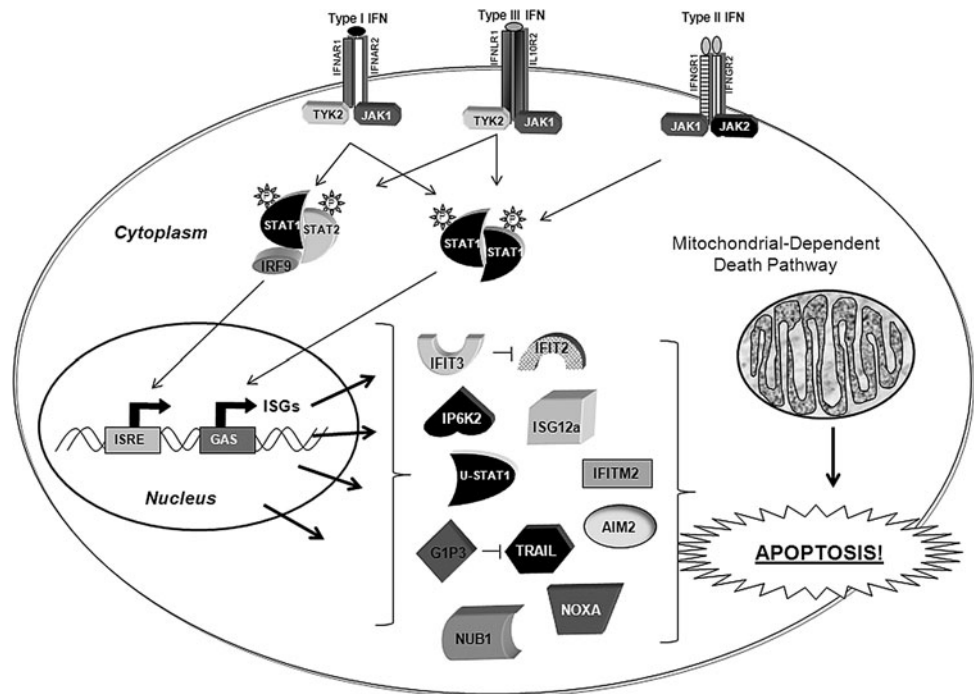 Type I IFN
Type III IFN
Type II IFN
IFNAR1
IFNAR2
IFNLR1
IL10R2
IFNGR1
IFNGR2
TYK2
JAK1
TYK2
JAK1
JAK1
JAK2
P
P
P
P
STAT1
STAT2
IRF9
STAT1
STAT1
Cytoplasm
Mitochondrial-Dependent
Death Pathway
IFIT3
IFIT2
ISGs
IP6K2
ISG12a
ISRE
GAS
U-STAT1
IFITM2
Nucleus
AIM2
G1P3
TRAIL
APOPTOSIS!
NOXA
NUB1